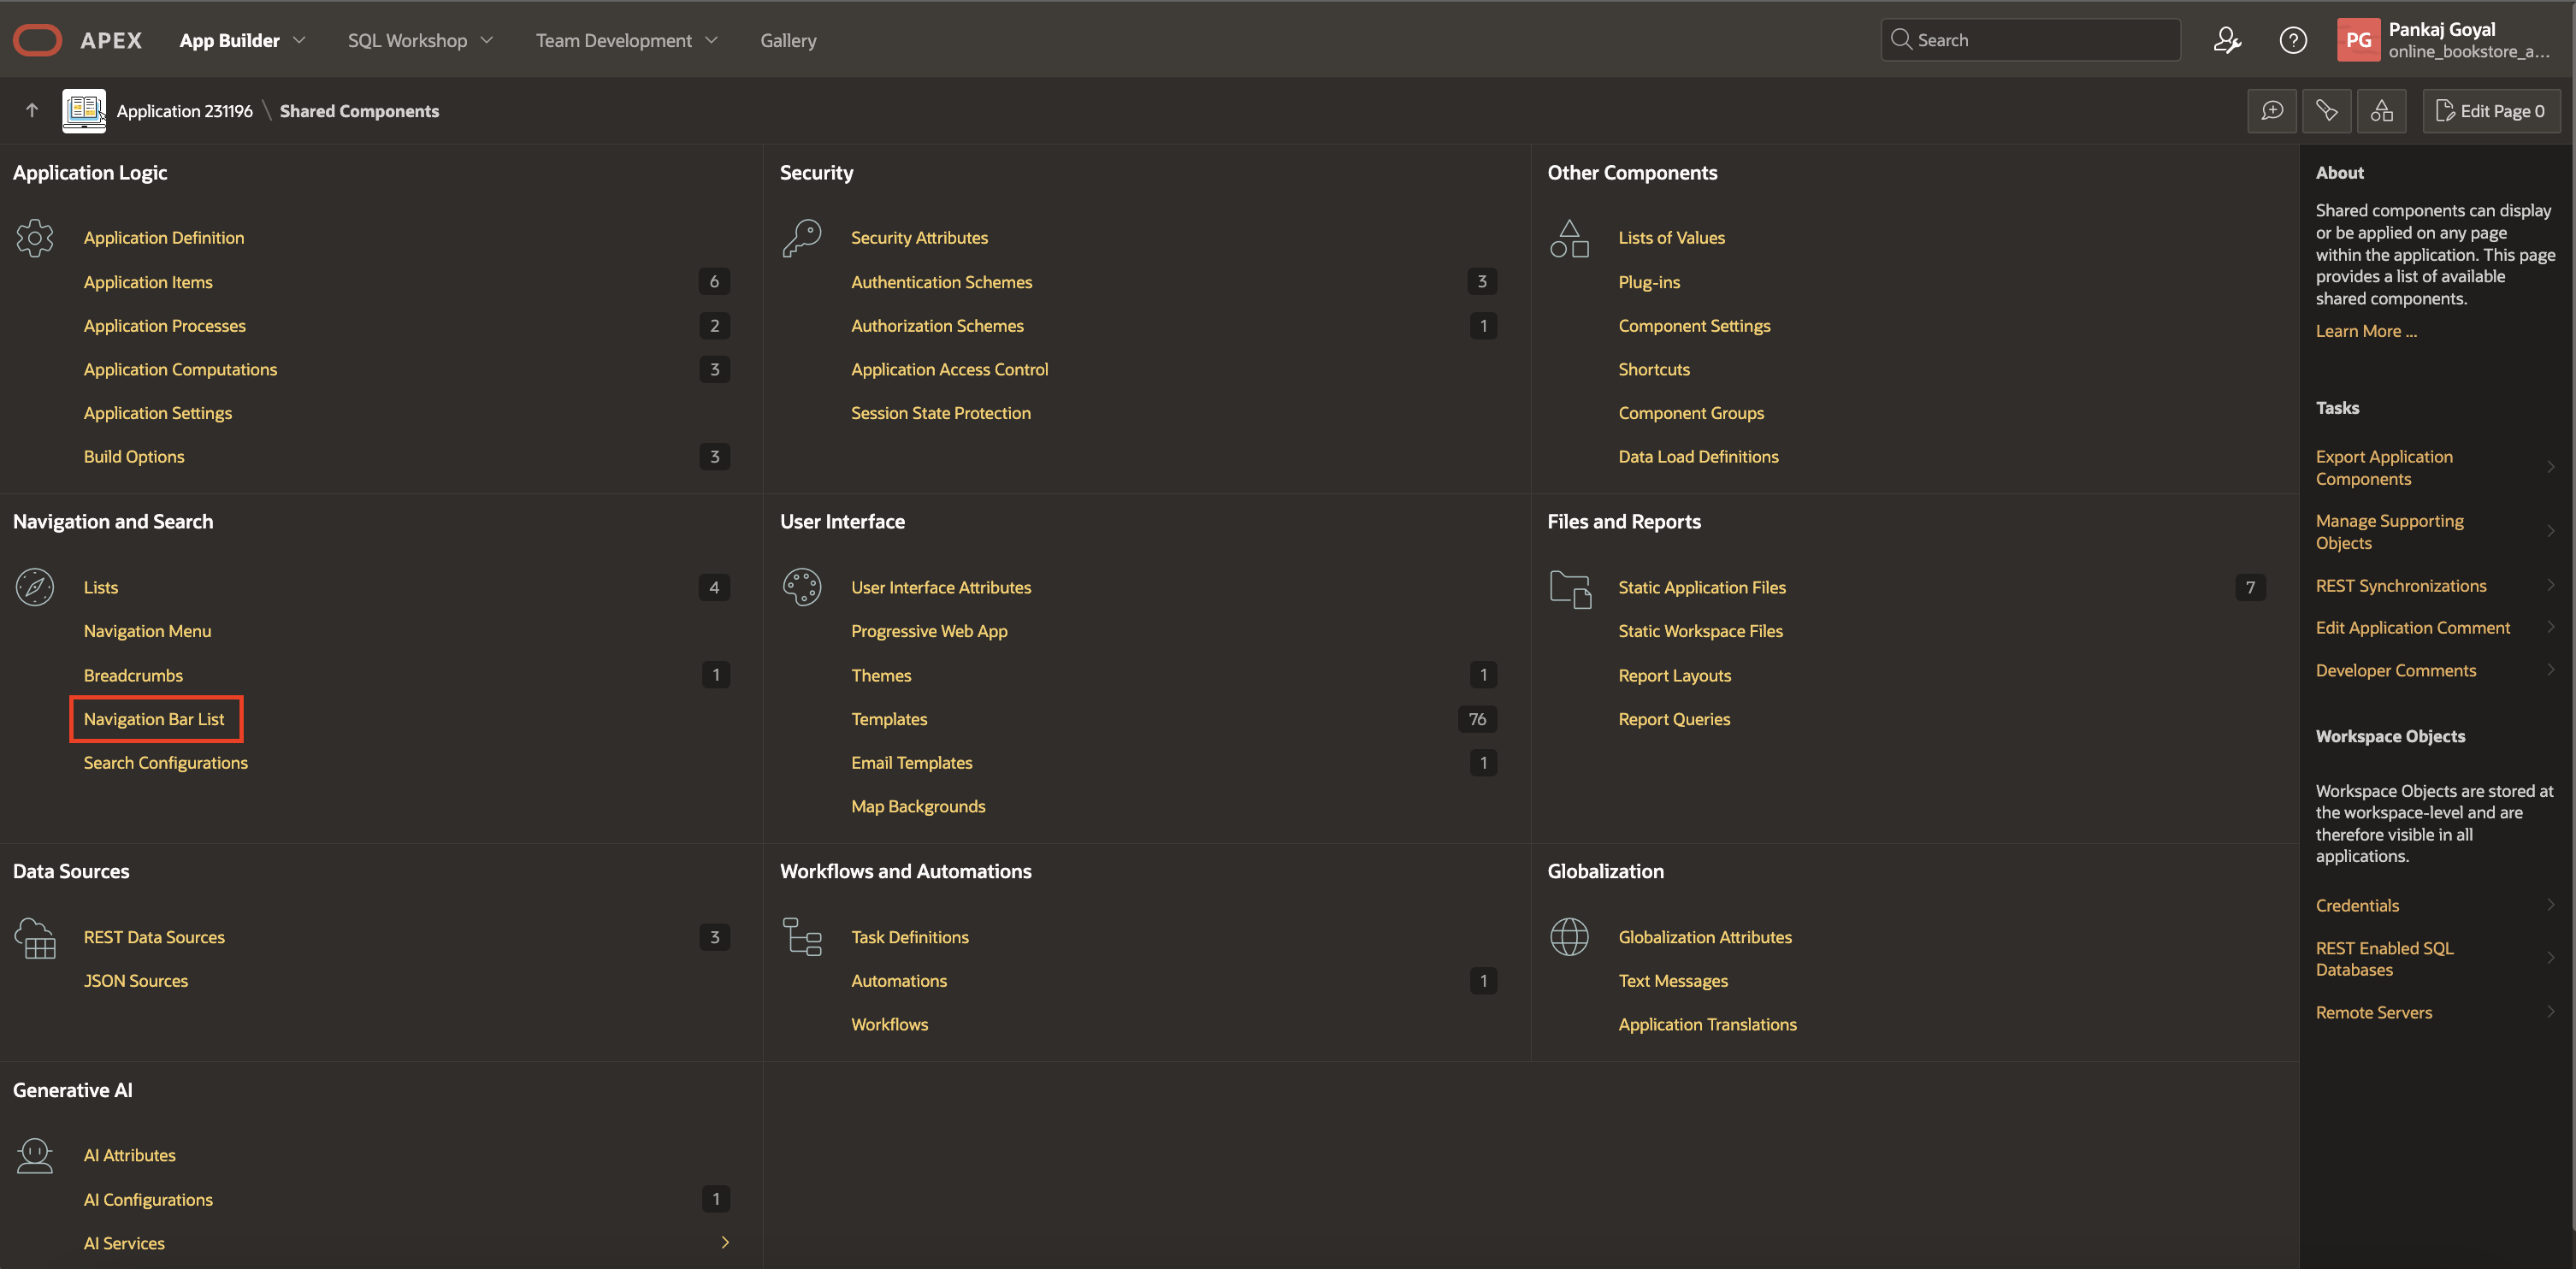 APEX App Builder SQL Workshop Team Development Gallery Search PG Pankaj Goyal
online_bookstore_a...
Application 231196 \ Shared Components Edit Page 0
Application Logic
Application Definition
Application Items 6
Application Processes 2
Application Computations 3
Application Settings
Build Options 3
Security
Security Attributes
Authentication Schemes 3
Authorization Schemes 1
Application Access Control
Session State Protection
Other Components
Lists of Values
Plug-ins
Component Settings
Shortcuts
Component Groups
Data Load Definitions
Navigation and Search
Lists 4
Navigation Menu
Breadcrumbs 1
Navigation Bar List
Search Configurations
User Interface
User Interface Attributes
Progressive Web App
Themes 1
Templates 76
Email Templates 1
Map Backgrounds
Files and Reports
Static Application Files 7
Static Workspace Files
Report Layouts
Report Queries
Data Sources
REST Data Sources 3
JSON Sources
Workflows and Automations
Task Definitions
Automations 1
Workflows
Globalization
Globalization Attributes
Text Messages
Application Translations
Generative AI
AI Attributes
AI Configurations 1
AI Services
About
Shared components can display
or be applied on any page
within the application. This page
provides a list of available
shared components.
Learn More ...
Tasks
Export Application
Components
Manage Supporting
Objects
REST Synchronizations
Edit Application Comment
Developer Comments
Workspace Objects
Workspace Objects are stored at
the workspace-level and are
therefore visible in all
applications.
Credentials
REST Enabled SQL
Databases
Remote Servers